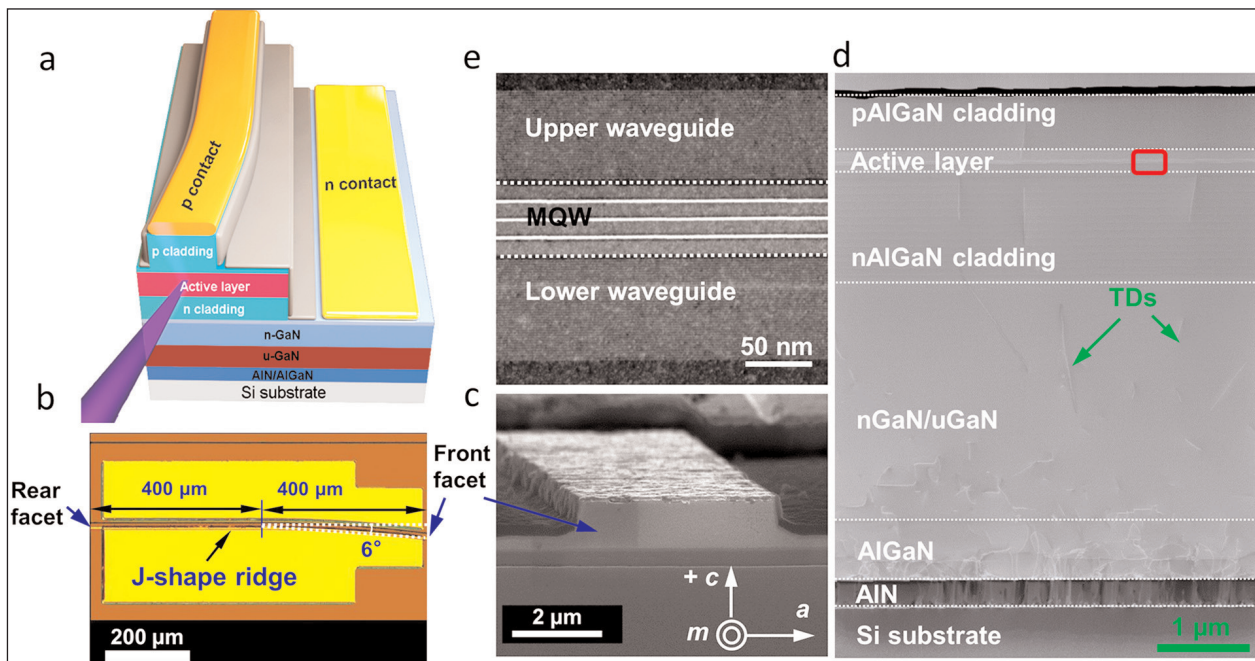 a
p contact
n contact
p cladding
Active layer
n cladding
n-GaN
u-GaN
AlN/AlGaN
Si substrate
b
Rear
facet
400 µm
400 µm
6°
J-shape ridge
200 µm
Front
facet
e
Upper waveguide
MQW
Lower waveguide
50 nm
c
+ c
a
m
2 µm
d
pAlGaN cladding
Active layer
nAlGaN cladding
TDs
nGaN/uGaN
AlGaN
AlN
Si substrate
1 µm